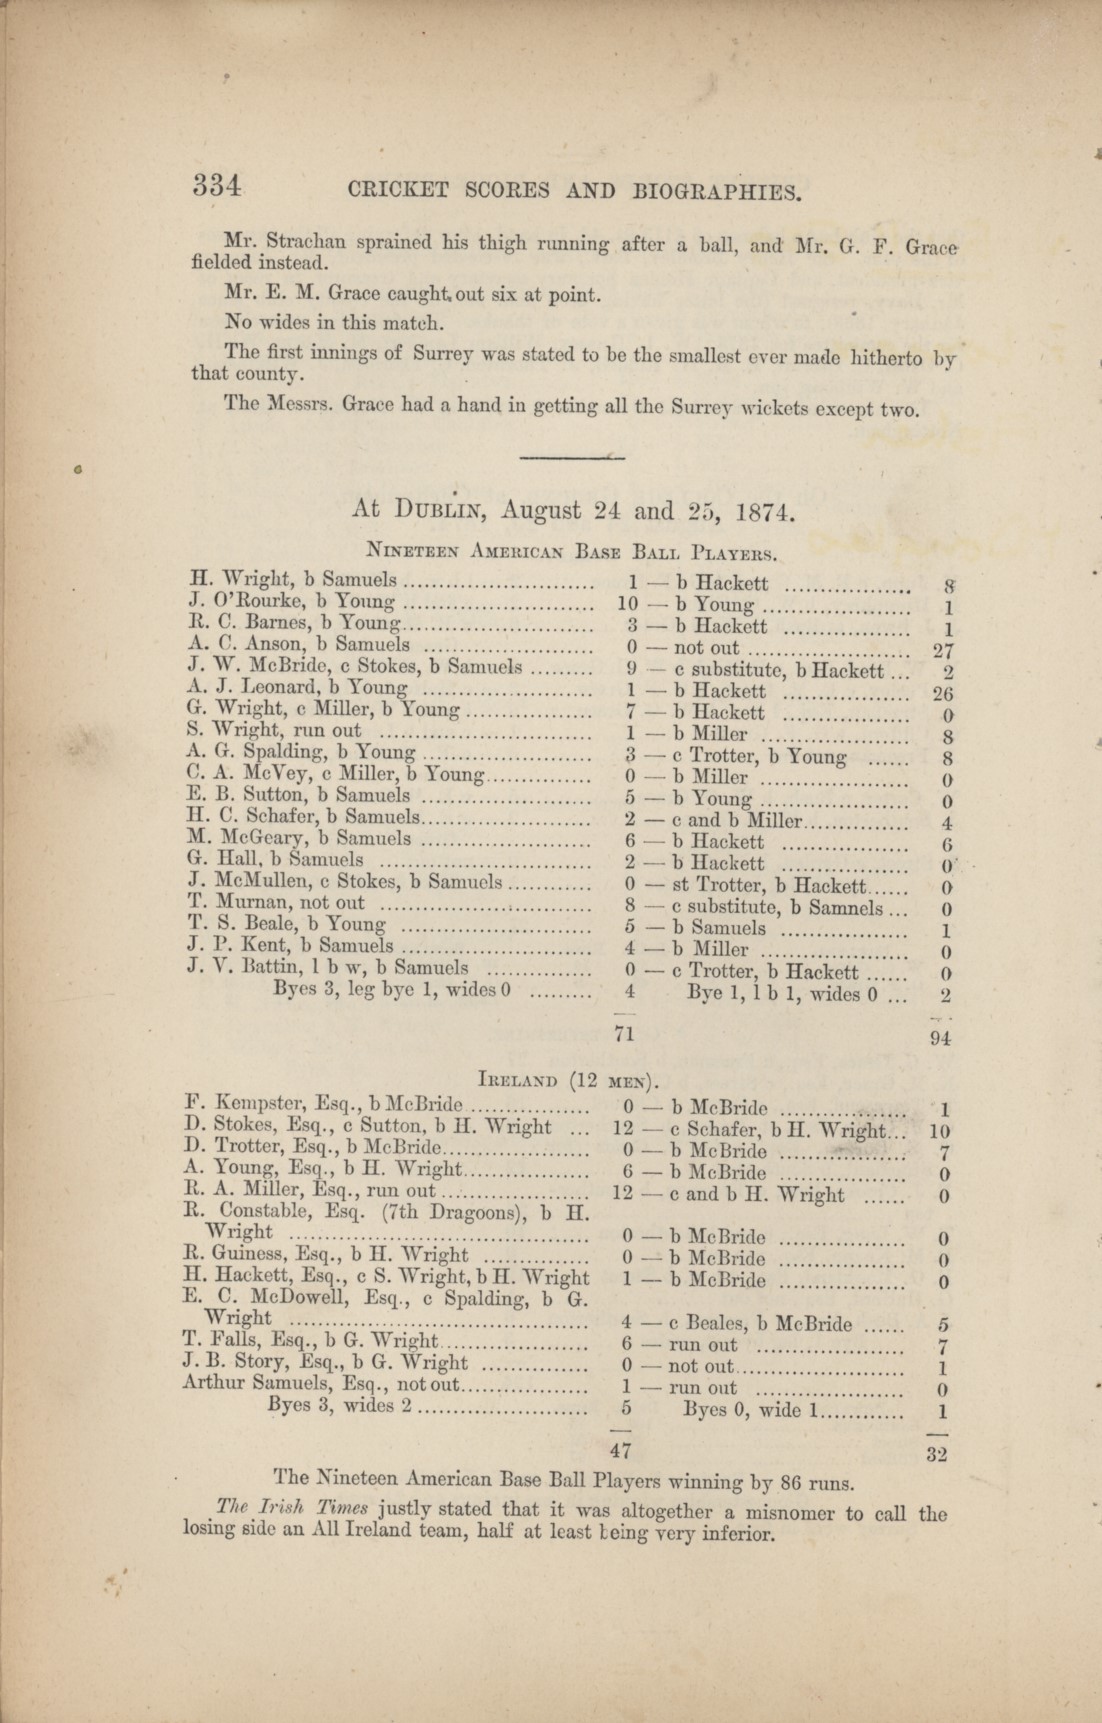 334 CRICKET SCORES AND BIOGRAPHIES.
Mr. Strachan sprained his thigh running after a ball, and Mr. G. F. Grace
fielded instead.
Mr. E. M. Grace caught out six at point.
No wides in this match.
The first innings of Surrey was stated to be the smallest ever made hitherto by
that county.
The Messrs. Grace had a hand in getting all the Surrey wickets except two.
At DUBLIN, August 24 and 25, 1874.
NINETEEN AMERICAN BASE BALL PLAYERS.
H. Wright, b Samuels .......................... 1 — b Hackett .................. 8
J. O'Rourke, b Young .......................... 10 — b Young ..................... 1
R. C. Barnes, b Young.......................... 3 — b Hackett .................. 1
A. C. Anson, b Samuels ........................ 0 — not out ....................... 27
J. W. McBride, c Stokes, b Samuels ......... 9 — c substitute, b Hackett ... 2
A. J. Leonard, b Young ........................ 1 — b Hackett .................. 26
G. Wright, c Miller, b Young .................. 7 — b Hackett .................. 0
S. Wright, run out .............................. 1 — b Miller ..................... 8
A. G. Spalding, b Young ........................ 3 — c Trotter, b Young ...... 8
C. A. McVey, c Miller, b Young............... 0 — b Miller ..................... 0
E. B. Sutton, b Samuels ........................ 5 — b Young ..................... 0
H. C. Schafer, b Samuels........................ 2 — c and b Miller............... 4
M. McGeary, b Samuels ........................ 6 — b Hackett .................. 6
G. Hall, b Samuels .............................. 2 — b Hackett .................. 0
J. McMullen, c Stokes, b Samuels ............ 0 — st Trotter, b Hackett...... 0
T. Murnan, not out .............................. 8 — c substitute, b Samnels ... 0
T. S. Beale, b Young ........................... 5 — b Samuels .................. 1
J. P. Kent, b Samuels ........................... 4 — b Miller ..................... 0
J. V. Battin, l b w, b Samuels ............... 0 — c Trotter, b Hackett ...... 0
Byes 3, leg bye 1, wides 0 ......... 4 Bye 1, l b 1, wides 0 ... 2
71 94
IRELAND (12 MEN).
F. Kempster, Esq., b McBride ................. 0 — b McBride .................. 1
D. Stokes, Esq., c Sutton, b H. Wright ... 12 — c Schafer, b H. Wright... 10
D. Trotter, Esq., b McBride..................... 0 — b McBride .................. 7
A. Young, Esq., b H. Wright.................. 6 — b McBride .................. 0
R. A. Miller, Esq., run out ..................... 12 — c and b H. Wright ...... 0
R. Constable, Esq. (7th Dragoons), b H.
Wright .......................................... 0 — b McBride .................. 0
R. Guiness, Esq., b H. Wright ............... 0 — b McBride .................. 0
H. Hackett, Esq., c S. Wright, b H. Wright 1 — b McBride .................. 0
E. C. McDowell, Esq., c Spalding, b G.
Wright .......................................... 4 — c Beales, b McBride ...... 5
T. Falls, Esq., b G. Wright..................... 6 — run out ..................... 7
J. B. Story, Esq., b G. Wright ............... 0 — not out........................ 1
Arthur Samuels, Esq., not out.................. 1 — run out ..................... 0
Byes 3, wides 2 ........................ 5 Byes 0, wide 1............ 1
47 32
The Nineteen American Base Ball Players winning by 86 runs.
The Irish Times justly stated that it was altogether a misnomer to call the
losing side an All Ireland team, half at least being very inferior.